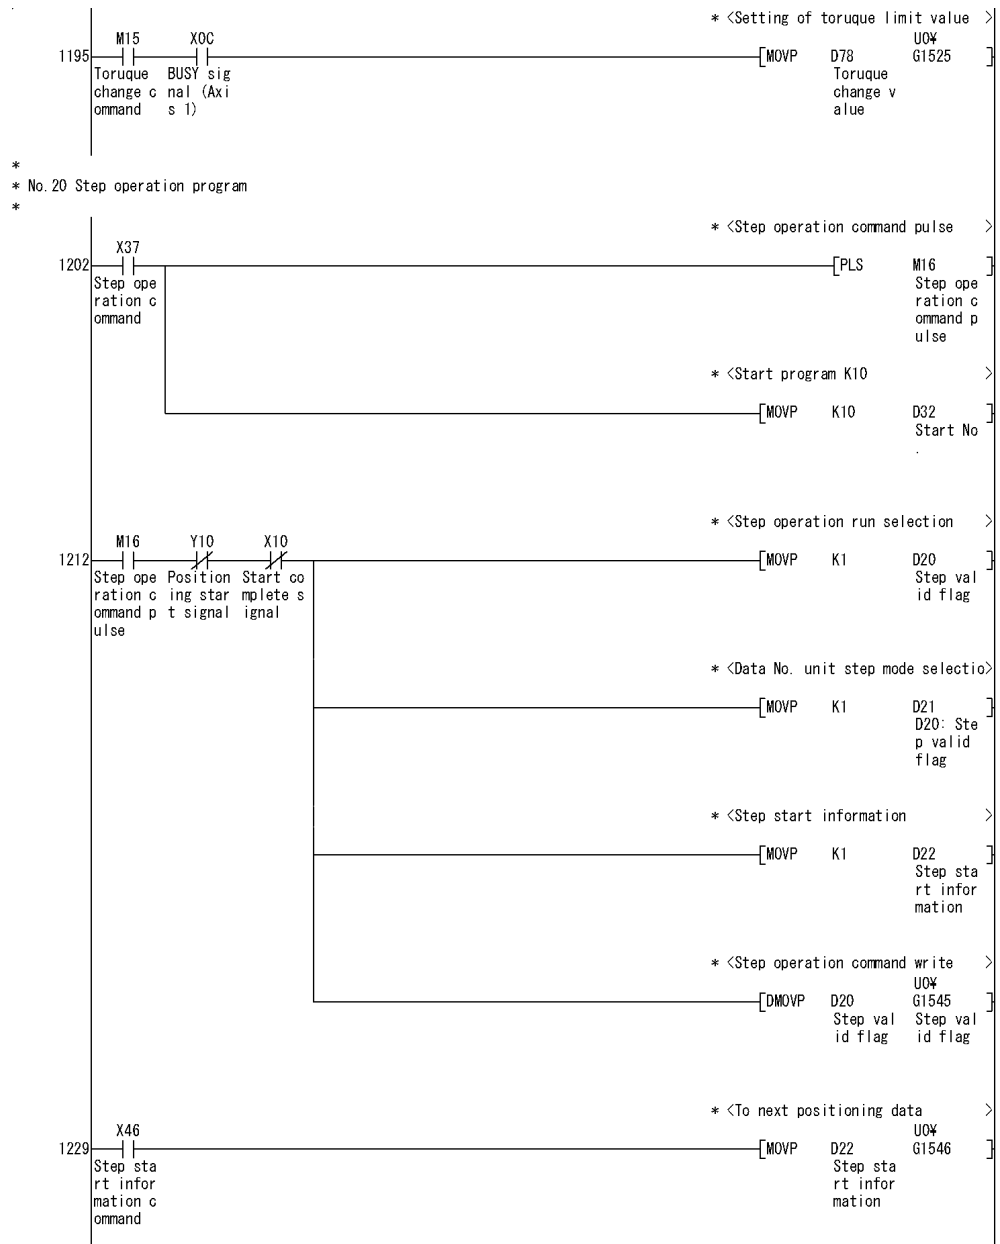 * <Setting of toruque limit value >
M15 X0C U0¥
1195 [MOVP D78 G1525 ]
Toruque BUSY sig Toruque
change c nal (Axi change v
ommand s 1) alue
*
* No.20 Step operation program
*
* <Step operation command pulse >
X37
1202 [PLS M16 ]
Step ope Step ope
ration c ration c
ommand ommand p
ulse
* <Start program K10 >
[MOVP K10 D32 ]
Start No
.
* <Step operation run selection >
M16 Y10 X10
1212 [MOVP K1 D20 ]
Step ope Position Start co Step val
ration c ing star mplete s id flag
ommand p t signal ignal
ulse
* <Data No. unit step mode selectio>
[MOVP K1 D21 ]
D20: Ste
p valid
flag
* <Step start information >
[MOVP K1 D22 ]
Step sta
rt infor
mation
* <Step operation command write >
U0¥
[DMOVP D20 G1545 ]
Step val Step val
id flag id flag
* <To next positioning data >
X46 U0¥
1229 [MOVP D22 G1546 ]
Step sta Step sta
rt infor rt infor
mation c mation
ommand